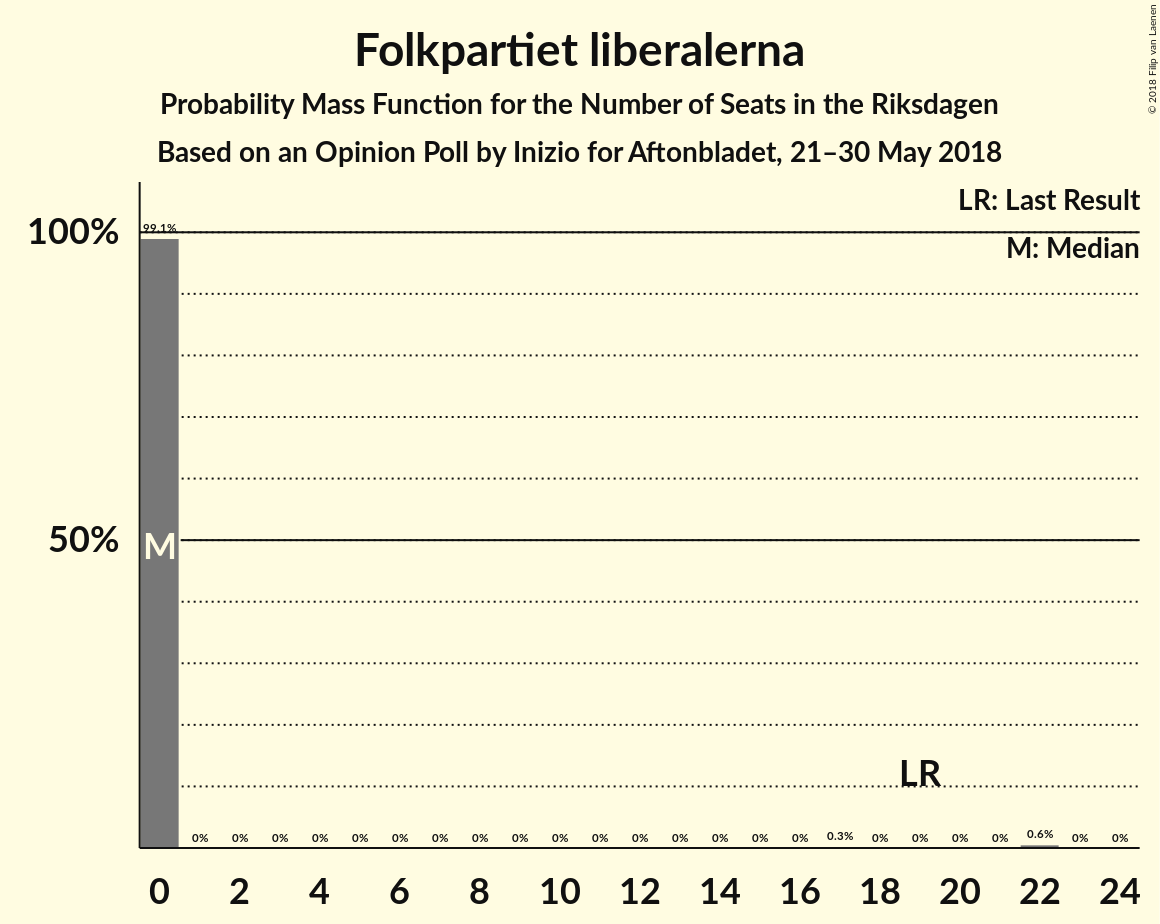 Folkpartiet liberalerna
Probability Mass Function for the Number of Seats in the Riksdagen
Based on an Opinion Poll by Inizio for Aftonbladet, 21–30 May 2018
© 2018 Filip van Laenen
LR: Last Result
M: Median
100%
50%
99.1%
M
LR
0% 0% 0% 0% 0% 0% 0% 0% 0% 0% 0% 0% 0% 0% 0% 0% 0.3% 0% 0% 0% 0% 0.6% 0% 0%
0 2 4 6 8 10 12 14 16 18 20 22 24